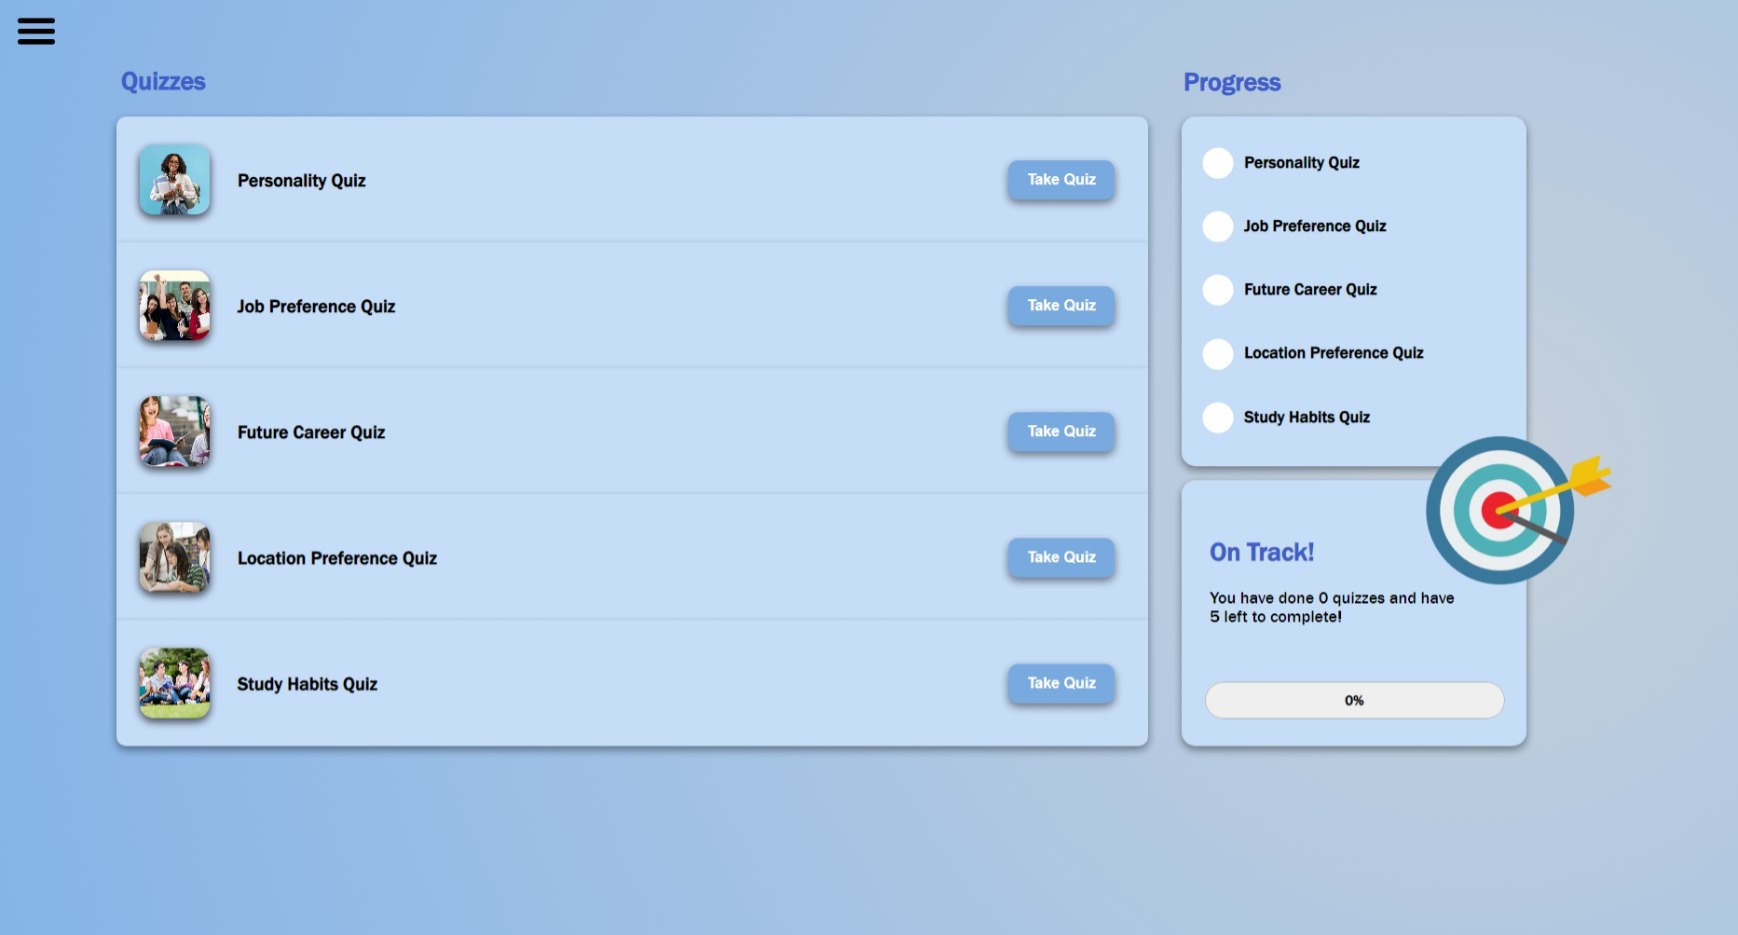 Quizzes
Personality Quiz
Take Quiz
Job Preference Quiz
Take Quiz
Future Career Quiz
Take Quiz
Location Preference Quiz
Take Quiz
Study Habits Quiz
Take Quiz
Progress
Personality Quiz
Job Preference Quiz
Future Career Quiz
Location Preference Quiz
Study Habits Quiz
On Track!
You have done 0 quizzes and have
5 left to complete!
0%